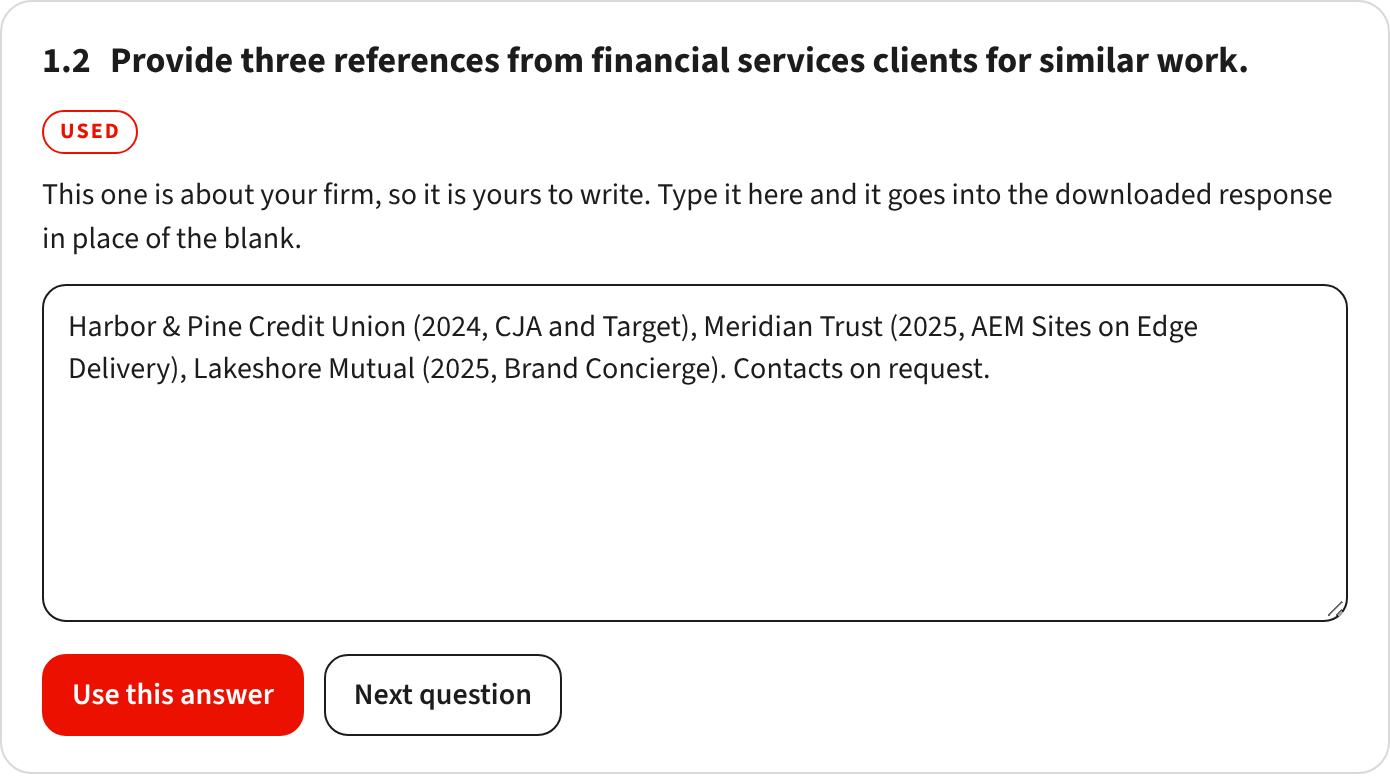 1.2 Provide three references from financial services clients for similar work.
USED
This one is about your firm, so it is yours to write. Type it here and it goes into the downloaded response
in place of the blank.
Harbor & Pine Credit Union (2024, CJA and Target), Meridian Trust (2025, AEM Sites on Edge
Delivery), Lakeshore Mutual (2025, Brand Concierge). Contacts on request.
Use this answer
Next question